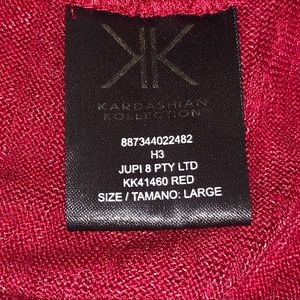 KK
KARDASHIAN
KOLLECTION
887344022482
H3
JUPI 8 PTY LTD
KK41460 RED
SIZE / TAMANO: LARGE